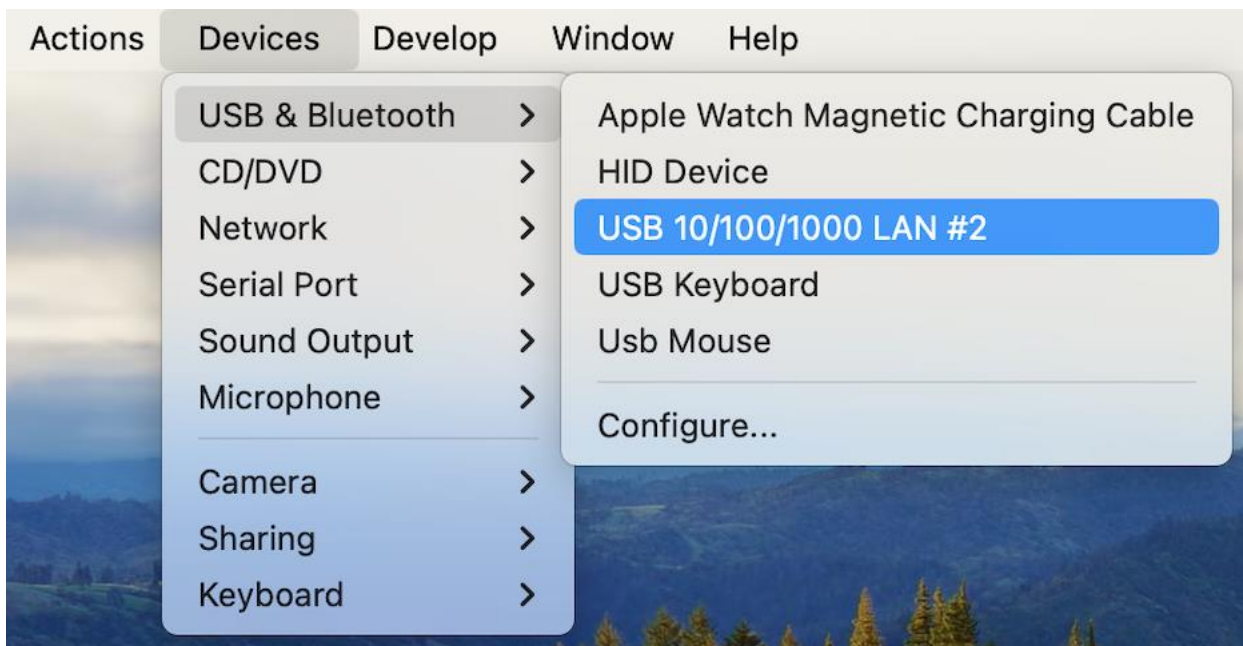 Actions Devices Develop Window Help
USB & Bluetooth
CD/DVD
Network
Serial Port
Sound Output
Microphone
Camera
Sharing
Keyboard
Apple Watch Magnetic Charging Cable
HID Device
USB 10/100/1000 LAN #2
USB Keyboard
Usb Mouse
Configure...